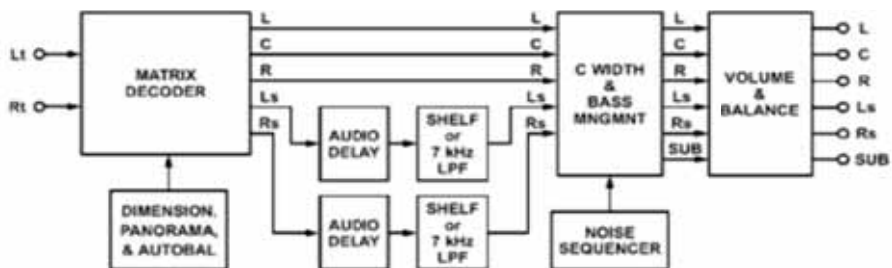 Lt
Rt
MATRIX
DECODER
DIMENSION,
PANORAMA,
& AUTOBAL
L
C
R
Ls
Rs
AUDIO
DELAY
SHELF
or
7 kHz
LPF
AUDIO
DELAY
SHELF
or
7 kHz
LPF
L
C
R
Ls
Rs
C WIDTH
&
BASS
MNGMNT
NOISE
SEQUENCER
L
C
R
Ls
Rs
SUB
VOLUME
&
BALANCE
L
C
R
Ls
Rs
SUB